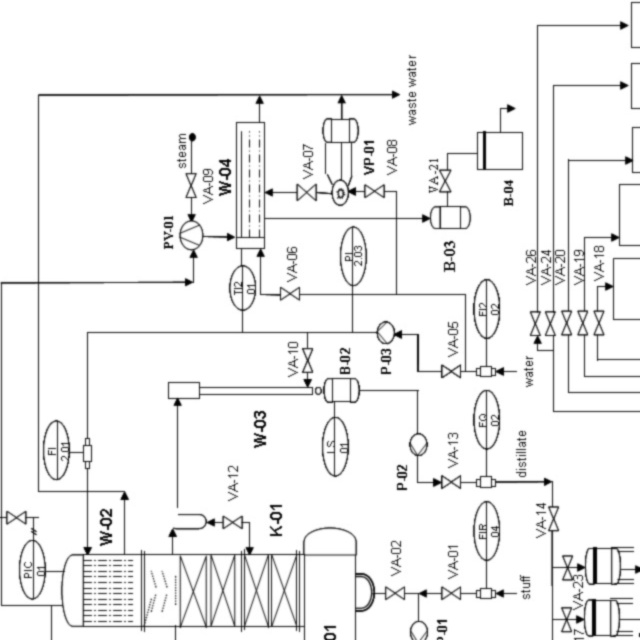 waste water
steam
VA-09
W-04
VA-07
VP-01
VA-08
VA-21
B-04
PV-01
B-03
PI
2.03
VA-06
TI2
01
FI2
02
VA-26
VA-24
VA-20
VA-19
VA-18
VA-10
B-02
P-03
VA-05
water
W-03
LS
01
FQ
02
FI
2.01
P-02
VA-13
distillate
VA-12
K-01
W-02
VA-14
VA-02
VA-01
FIR
04
stuff
PIC
01
VA-23
01
P-01
17